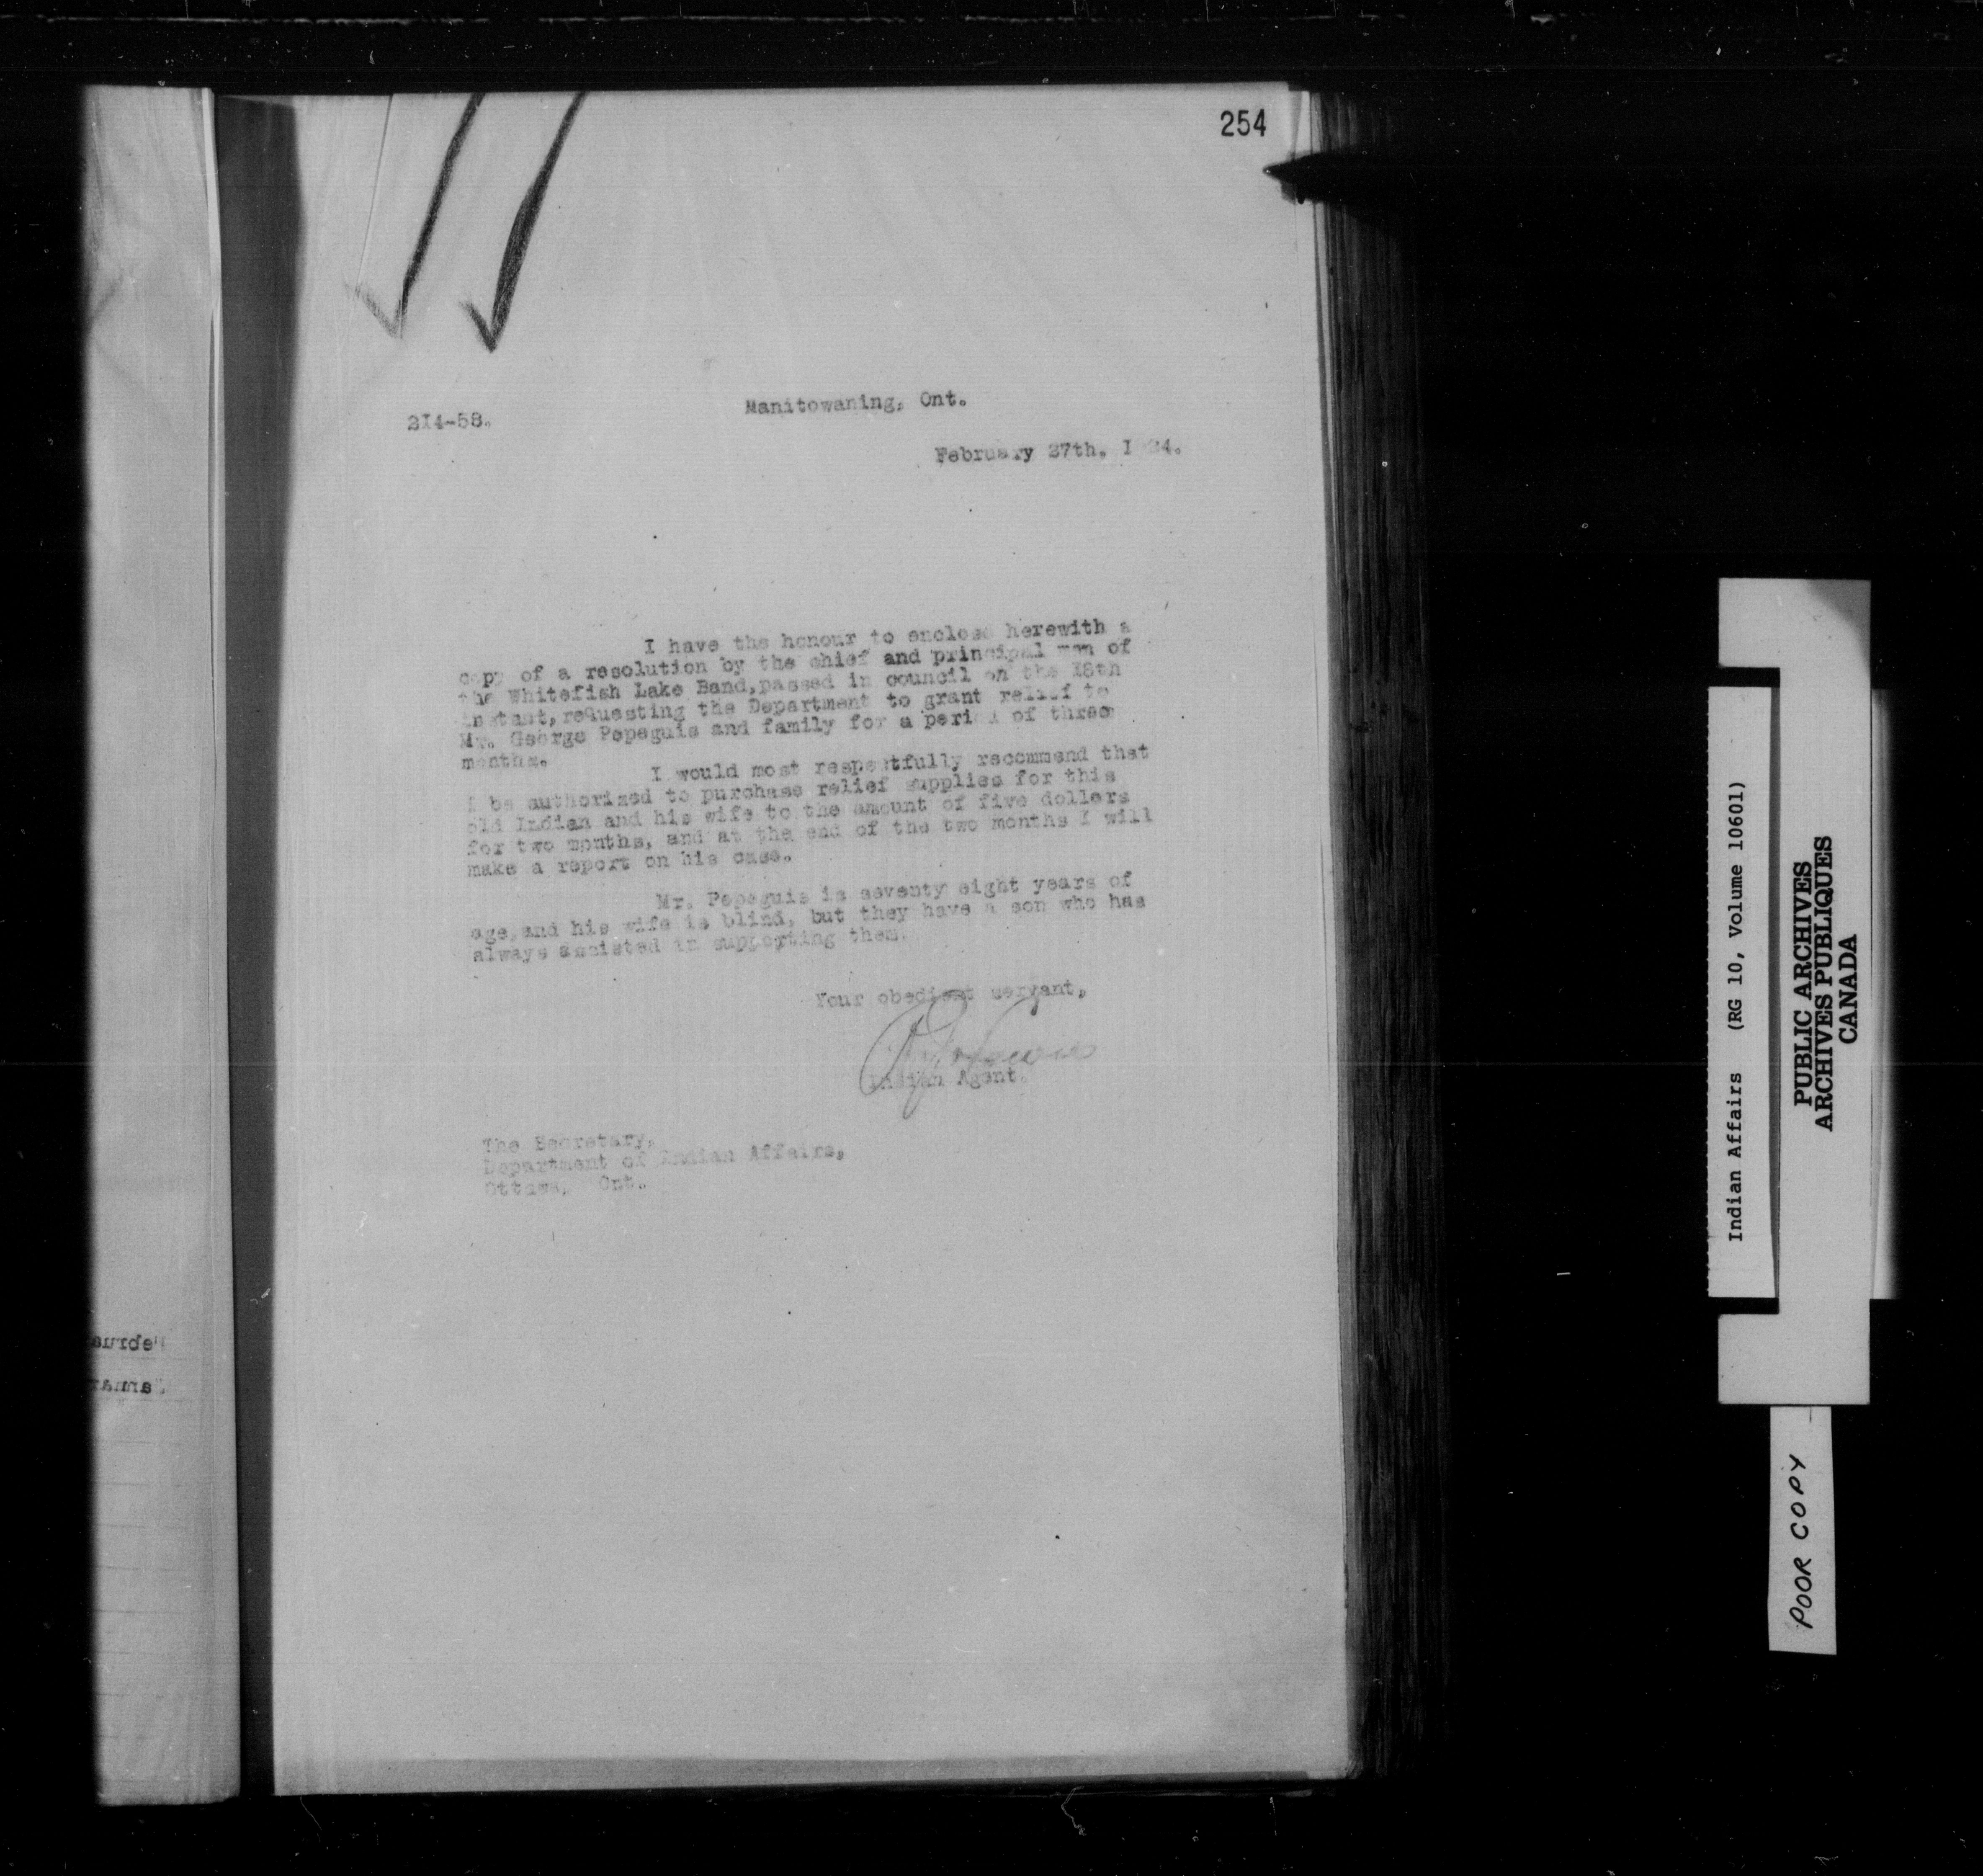 254
Manitowaning, Ont.
214-58.
February 27th, 1924.
I have the honour to enclose herewith a
copy of a resolution by the chief and principal men of
the Whitefish Lake Band, passed in council on the 18th
instant, requesting the Department to grant relief to
Mr. George Pepeguis and family for a period of three
months.
I would most respectfully recommend that
I be authorized to purchase relief supplies for this
old Indian and his wife to the amount of five dollars
for two months, and at the end of the two months I will
make a report on his case.
Mr. Pepeguis is seventy eight years of
age, and his wife is blind, but they have a son who has
always assisted in supporting them.
Your obedient servant,
Indian Agent.
The Secretary,
Department of Indian Affairs,
Ottawa, Ont.
Indian Affairs (RG 10, Volume 10601)
PUBLIC ARCHIVES
ARCHIVES PUBLIQUES
CANADA
POOR COPY